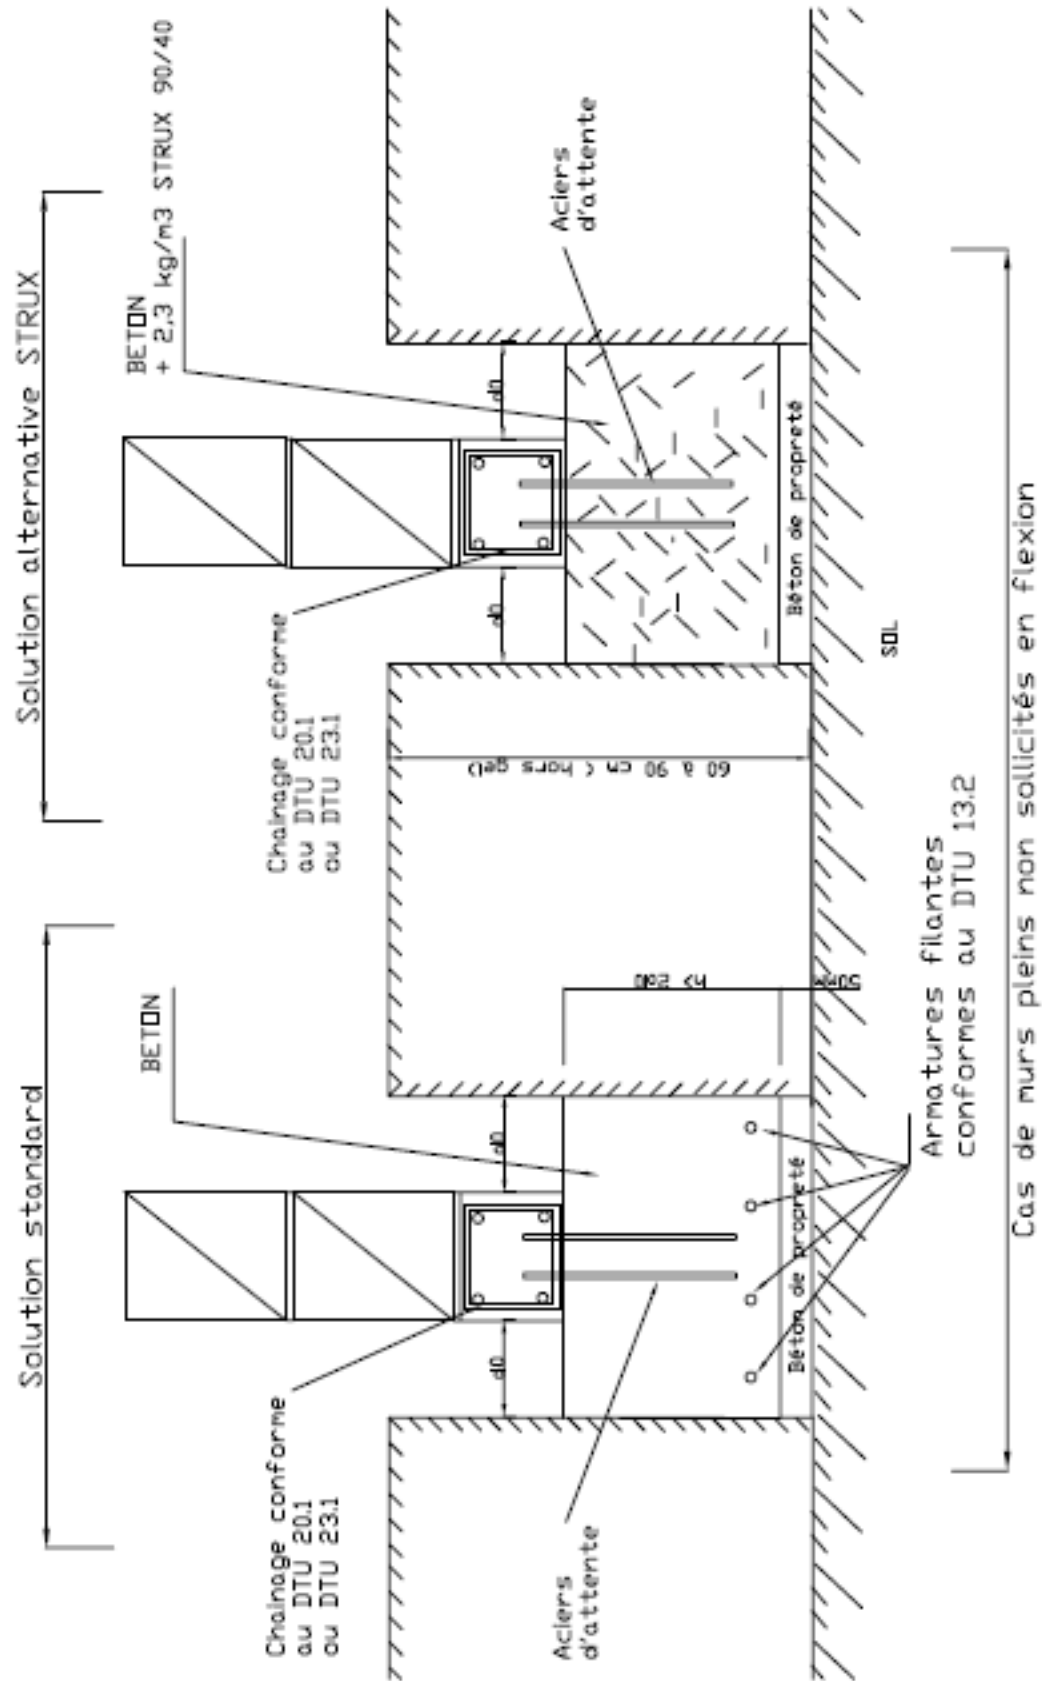 Solution standard
Solution alternative STRUX
BETON
BETON
+ 2,3 kg/m3 STRUX 90/40
Chainage conforme
au DTU 20.1
ou DTU 23.1
Chainage conforme
au DTU 20.1
ou DTU 23.1
d0
d0
d0
d0
h> 2d0
50mm
60 à 90 cm ( hors gel)
Aciers
d'attente
Aciers
d'attente
Béton de propreté
Béton de propreté
SOL
Armatures filantes
conformes au DTU 13.2
Cas de murs pleins non sollicités en flexion